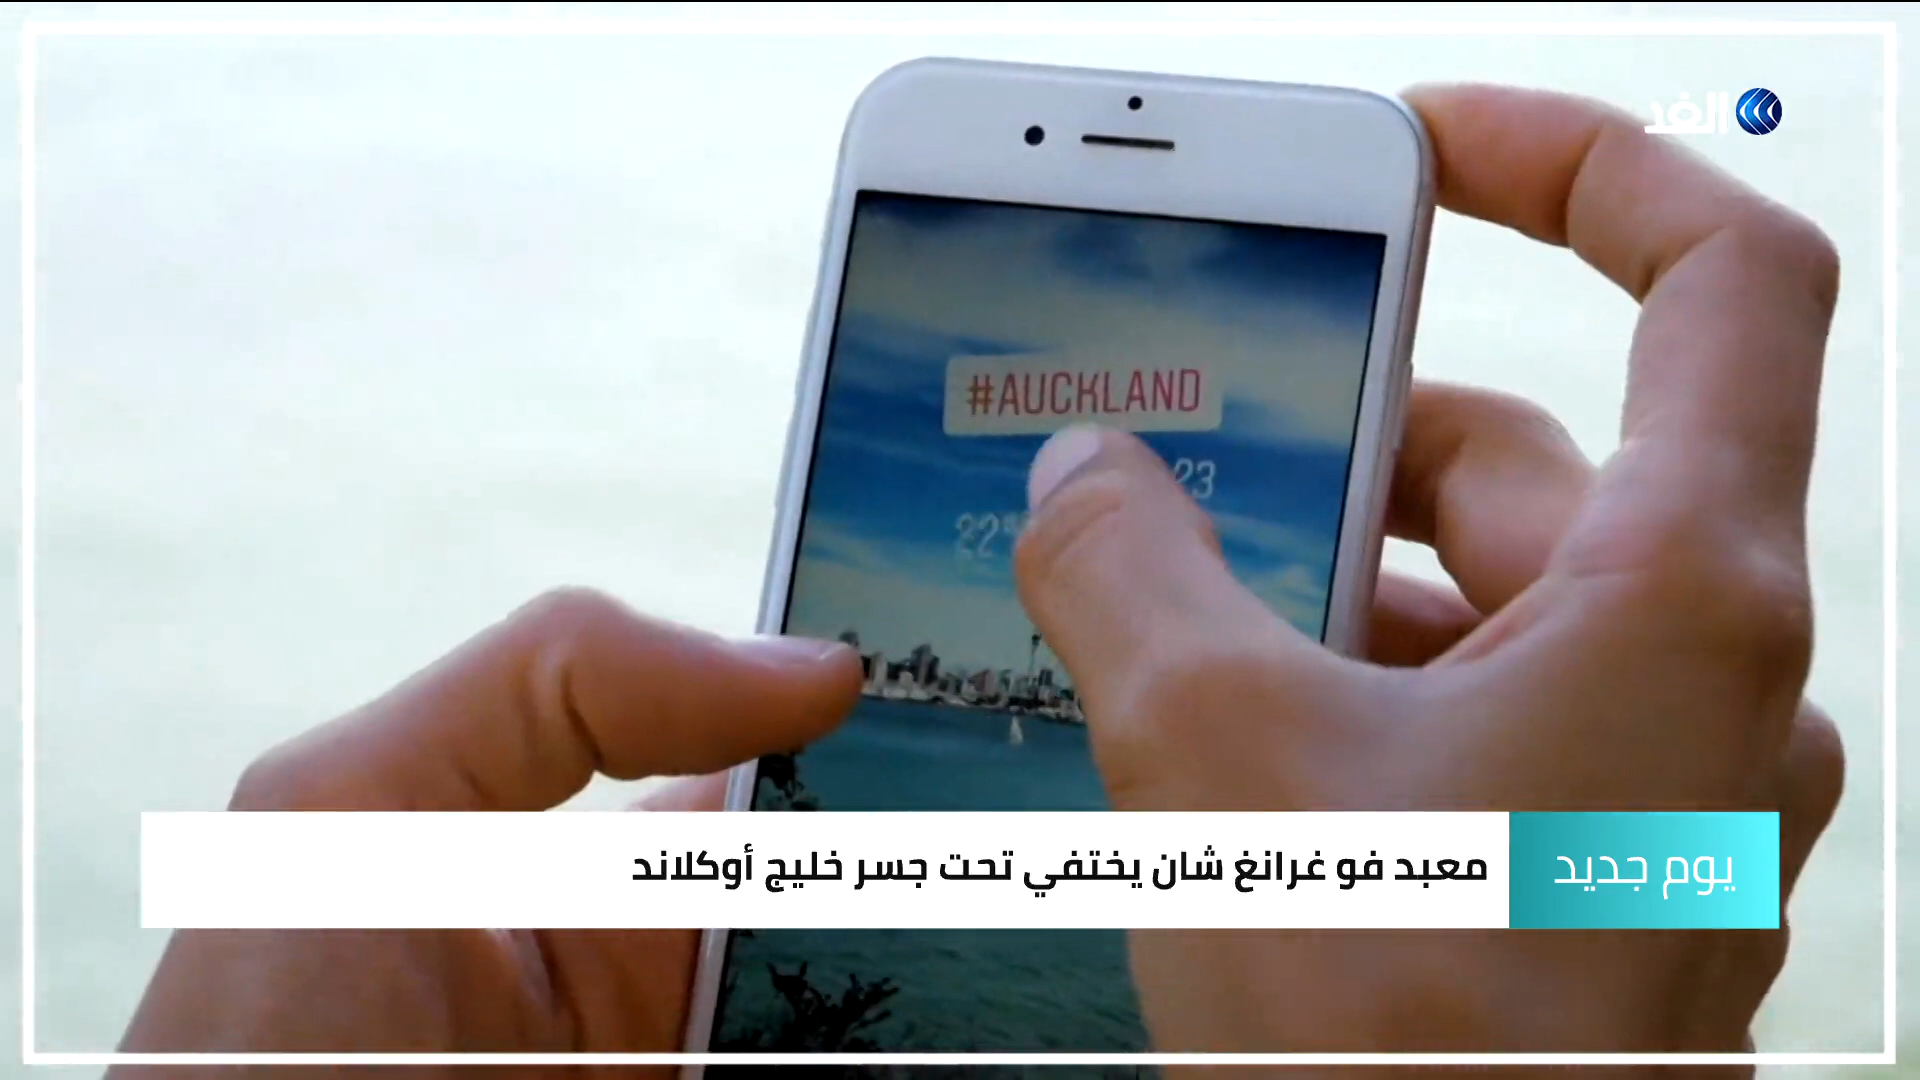 الغد
#AUCKLAND
23
22°
يوم جديد
معبد فو غرانغ شان يختفي تحت جسر خليج أوكلاند